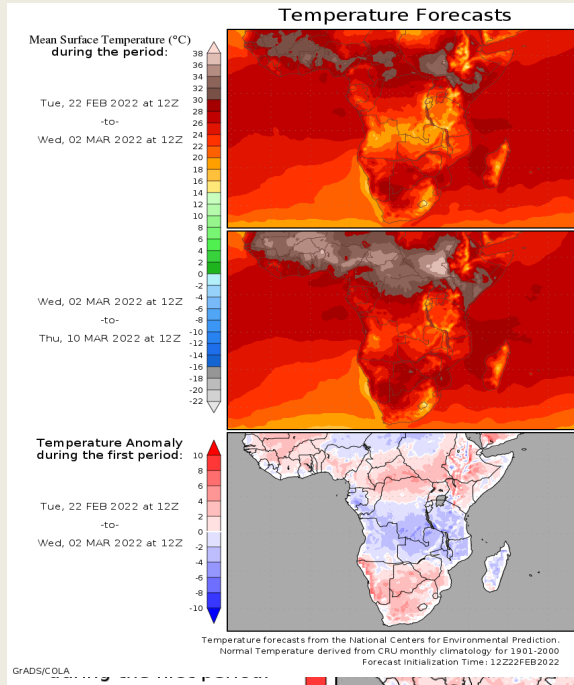 Temperature Forecasts
Mean Surface Temperature (°C)
during the period:
38
36
34
32
30
28
26
24
22
20
18
16
14
12
10
8
6
4
2
0
-2
-4
-6
-8
-10
-12
-14
-16
-18
-20
-22
Tue, 22 FEB 2022 at 12Z
-to-
Wed, 02 MAR 2022 at 12Z
Wed, 02 MAR 2022 at 12Z
-to-
Thu, 10 MAR 2022 at 12Z
Temperature Anomaly
during the first period:
10
8
6
4
2
0
-2
-4
-6
-8
-10
Tue, 22 FEB 2022 at 12Z
-to-
Wed, 02 MAR 2022 at 12Z
Temperature forecasts from the National Centers for Environmental Prediction.
Normal Temperature derived from CRU monthly climatology for 1901-2000
Forecast Initialization Time: 12Z22FEB2022
GrADS/COLA
during the first period: